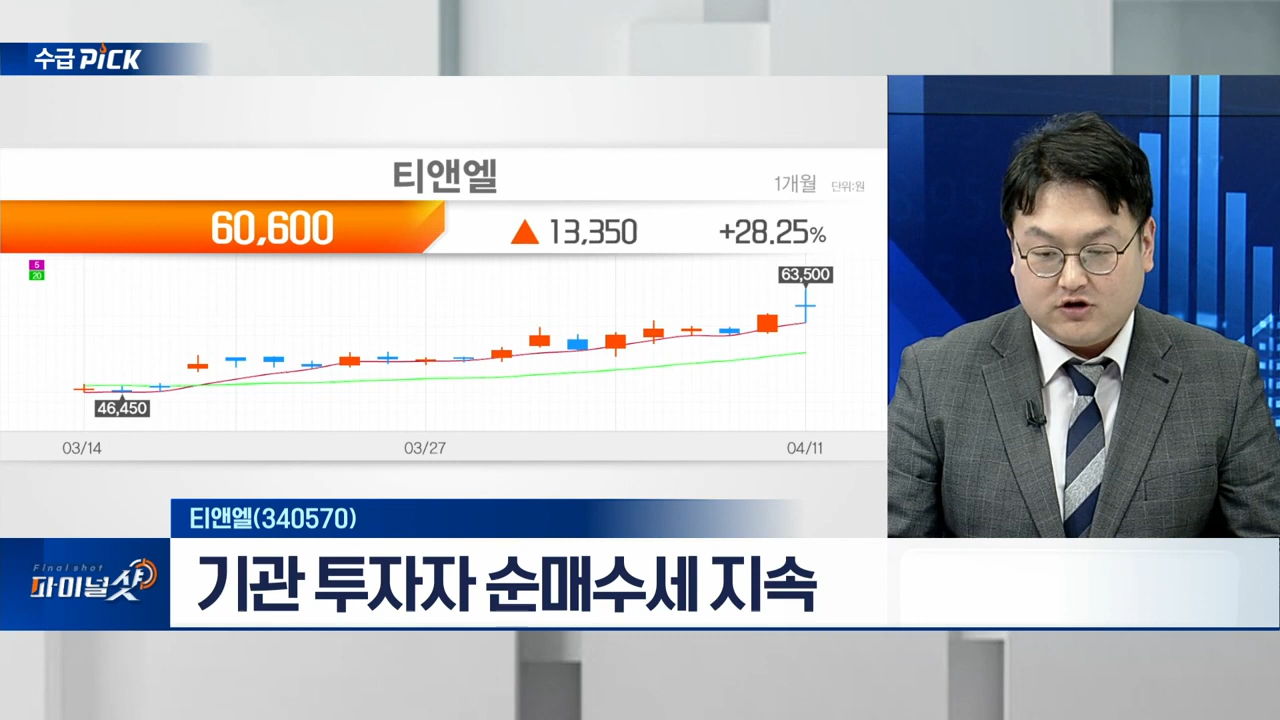 수급 PiCK
티앤엘
1개월 단위:원
60,600 ▲ 13,350 +28.25%
5
20
63,500
46,450
03/14 03/27 04/11
티앤엘(340570)
Final shot
파이널샷
기관 투자자 순매수세 지속